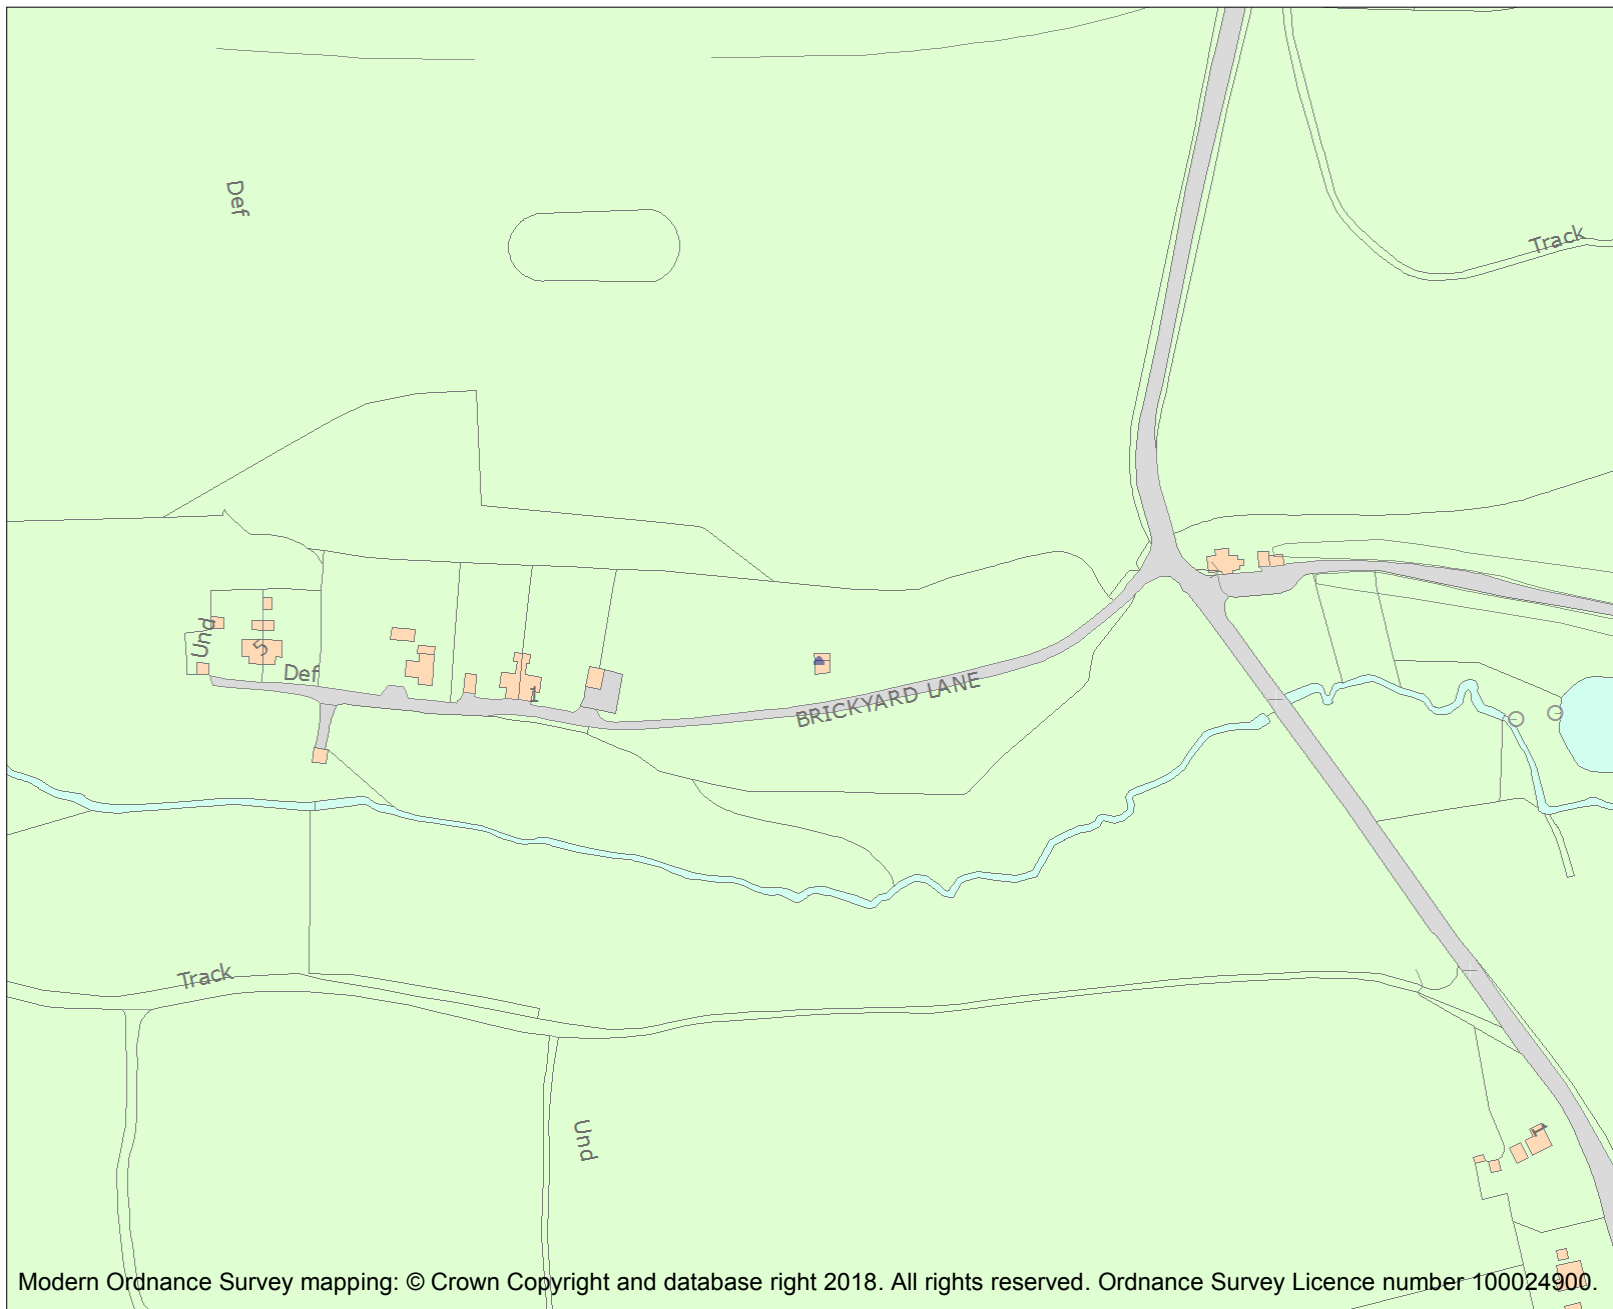 Def
Track
Und
5
Def
1
BRICKYARD LANE
Track
Und
1
Modern Ordnance Survey mapping: © Crown Copyright and database right 2018. All rights reserved. Ordnance Survey Licence number 100024900.